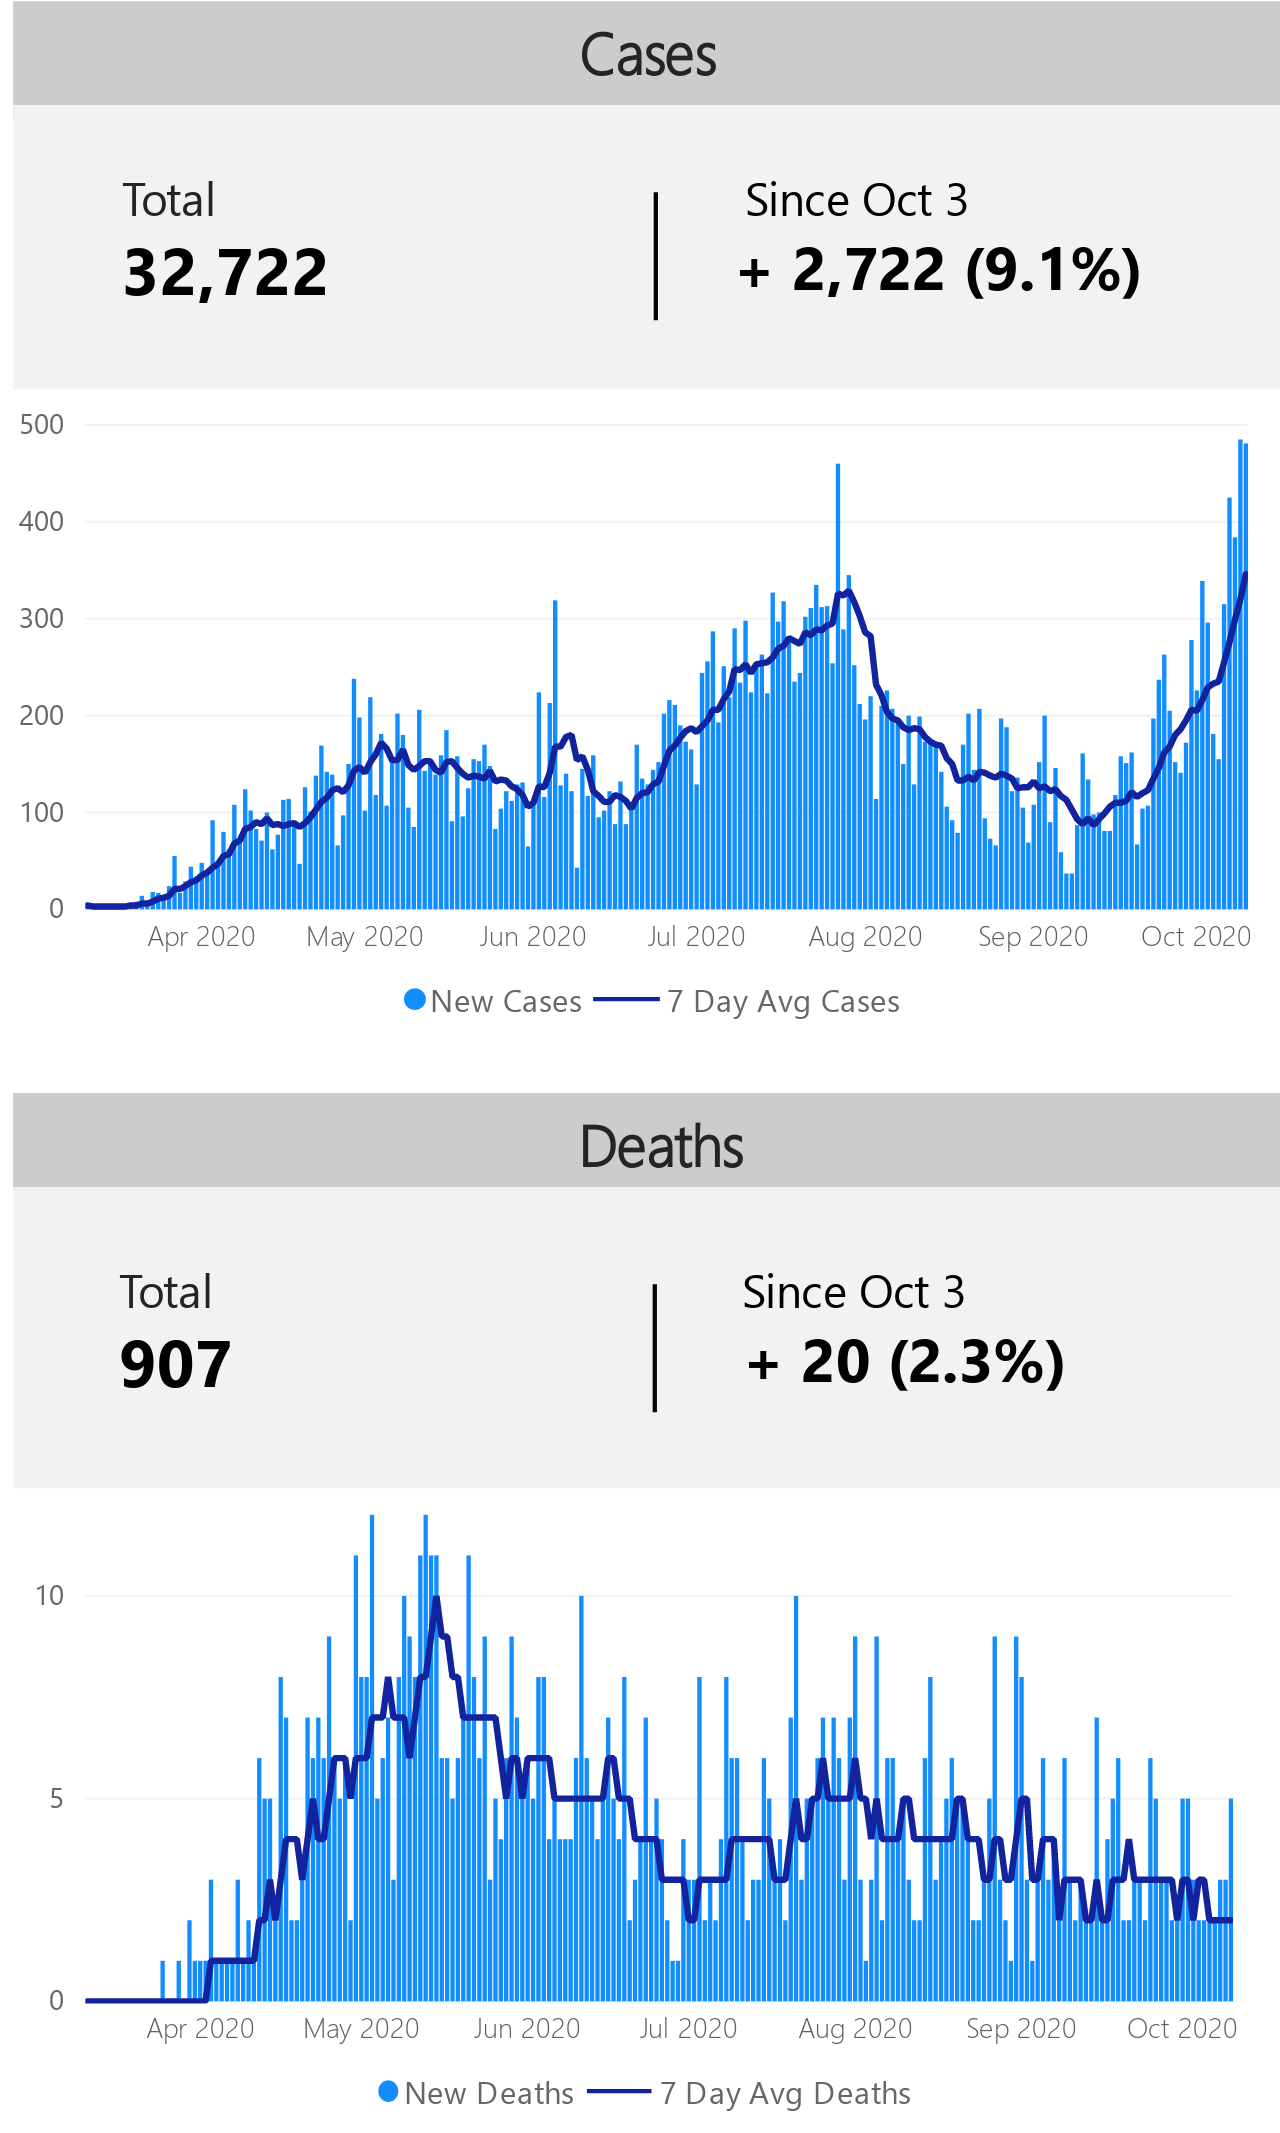 Cases
Total
Since Oct 3
32,722
+ 2,722 (9.1%)
500
400
300
200
100
0
Apr 2020
May 2020
Jun 2020
Jul 2020
Aug 2020
Sep 2020
Oct 2020
New Cases
7 Day Avg Cases
Deaths
Total
Since Oct 3
907
+ 20 (2.3%)
10
5
0
Apr 2020
May 2020
Jun 2020
Jul 2020
Aug 2020
Sep 2020
Oct 2020
New Deaths
7 Day Avg Deaths